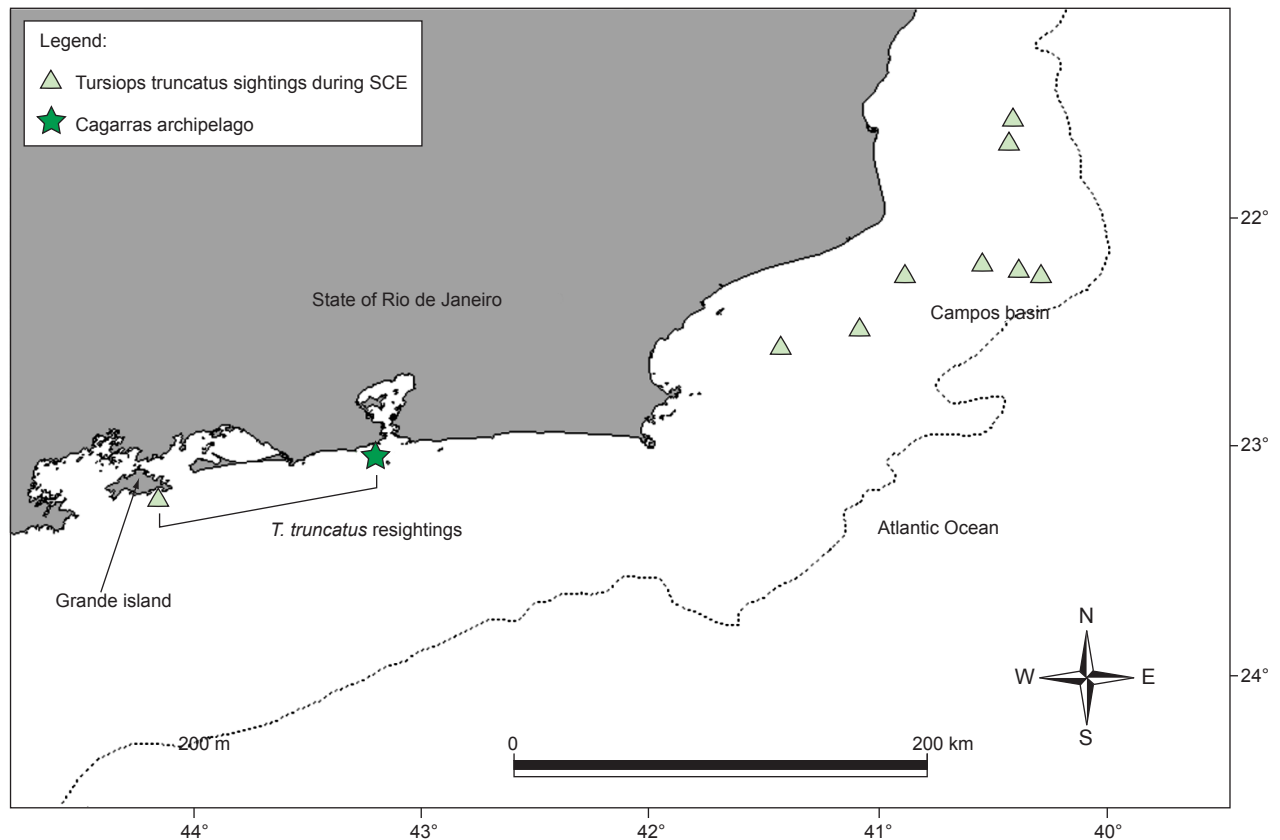 Legend:
Tursiops truncatus sightings during SCE
Cagarras archipelago
22°
State of Rio de Janeiro
Campos basin
23°
T. truncatus resightings
Atlantic Ocean
Grande island
N
W
E
S
24°
200 m
0
200 km
44°
43°
42°
41°
40°